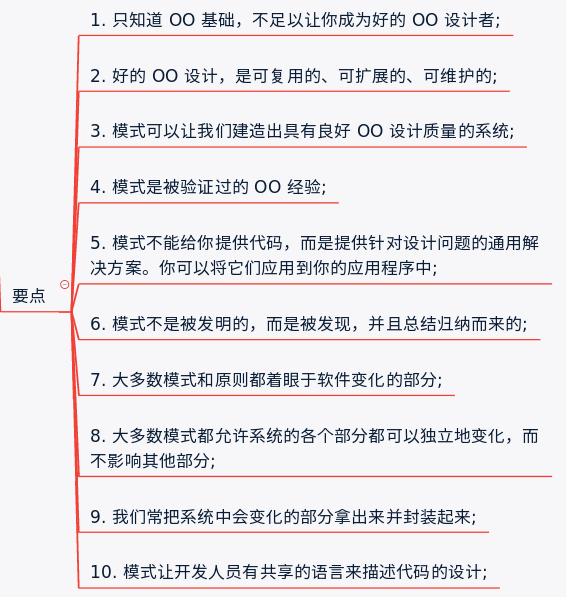 1. 只知道 OO 基础，不足以让你成为好的 OO 设计者;
2. 好的 OO 设计，是可复用的、可扩展的、可维护的;
3. 模式可以让我们建造出具有良好 OO 设计质量的系统;
4. 模式是被验证过的 OO 经验;
5. 模式不能给你提供代码，而是提供针对设计问题的通用解
决方案。你可以将它们应用到你的应用程序中;
要点
6. 模式不是被发明的，而是被发现，并且总结归纳而来的;
7. 大多数模式和原则都着眼于软件变化的部分;
8. 大多数模式都允许系统的各个部分都可以独立地变化，而
不影响其他部分;
9. 我们常把系统中会变化的部分拿出来并封装起来;
10. 模式让开发人员有共享的语言来描述代码的设计;